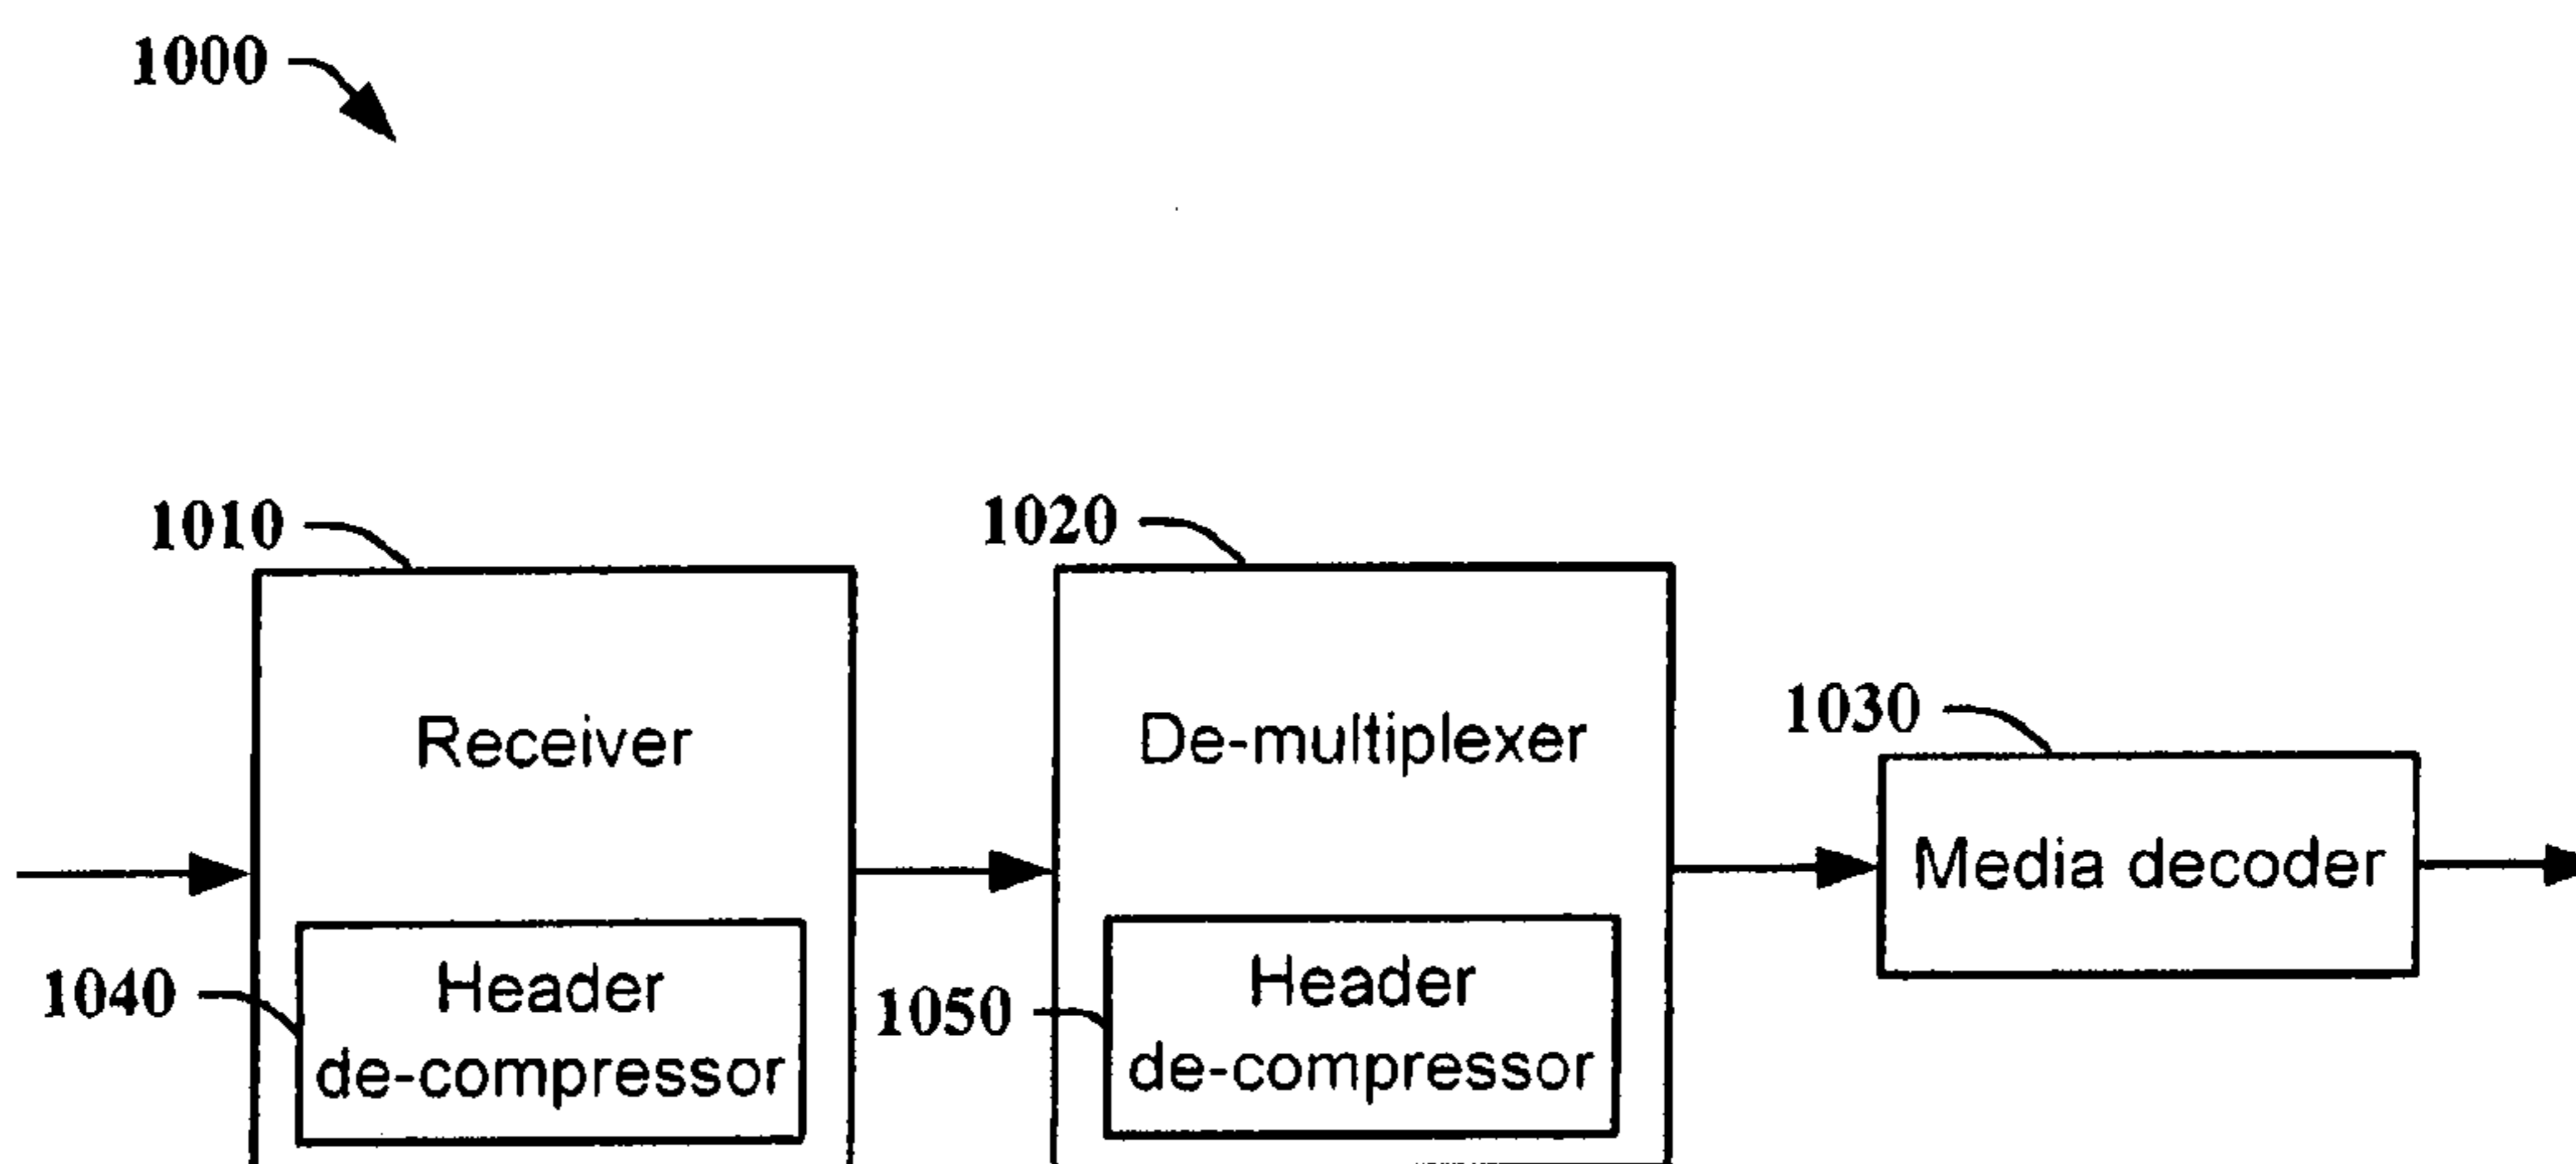 1000
1010
1020
Receiver
De-multiplexer
1030
Media decoder
1040
Header
de-compressor
1050
Header
de-compressor